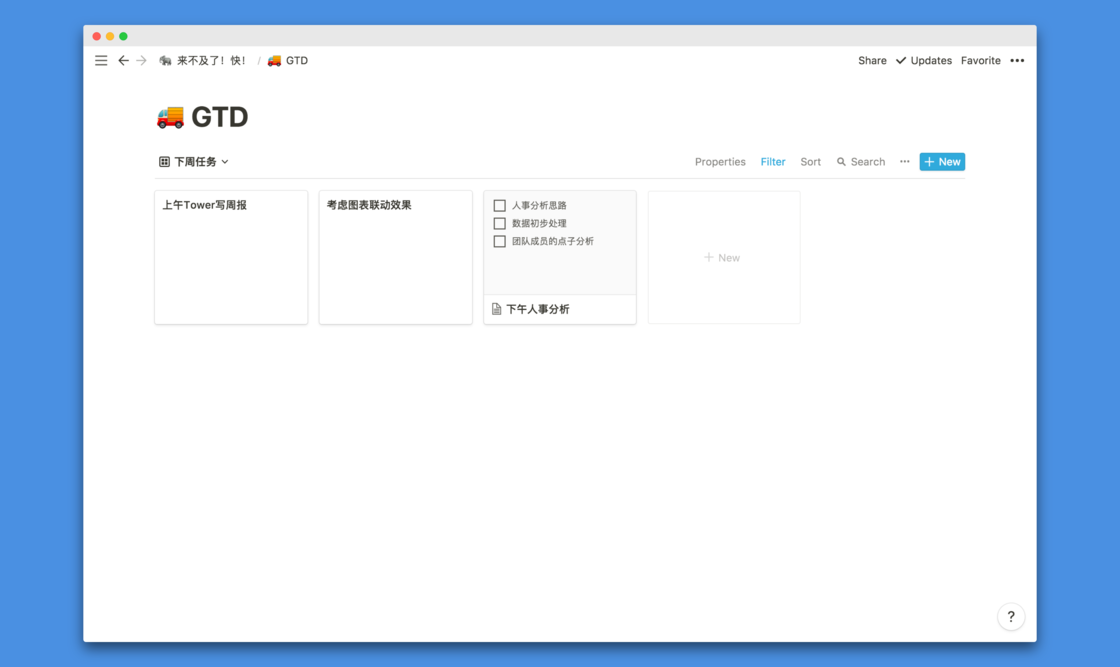 来不及了！快！ / GTD
Share Updates Favorite
GTD
下周任务
Properties Filter Sort Search New
上午Tower写周报
考虑图表联动效果
人事分析思路
数据初步处理
团队成员的点子分析
下午人事分析
New
?